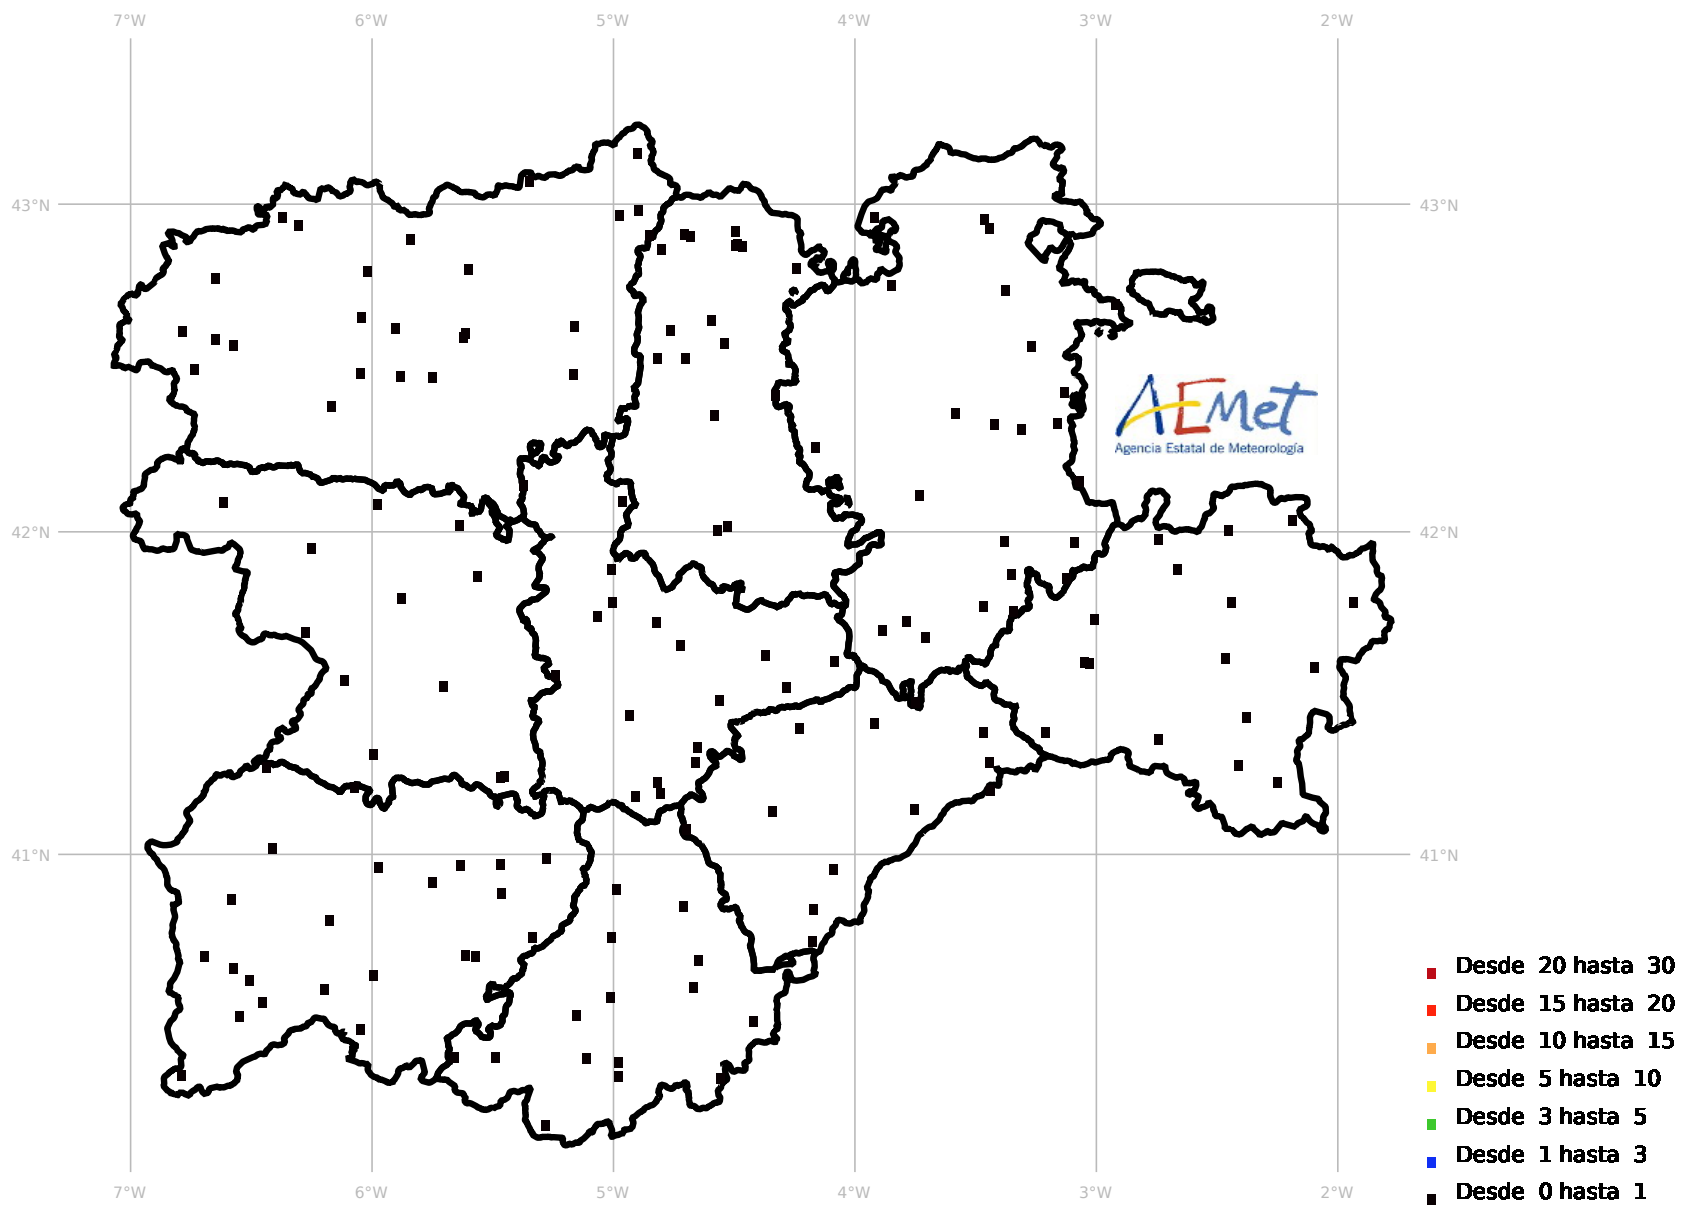 7°W 6°W 5°W 4°W 3°W 2°W
43°N 43°N
AEMet
Agencia Estatal de Meteorología
42°N 42°N
41°N 41°N
Desde 20 hasta 30
Desde 15 hasta 20
Desde 10 hasta 15
Desde 5 hasta 10
Desde 3 hasta 5
Desde 1 hasta 3
Desde 0 hasta 1
7°W 6°W 5°W 4°W 3°W 2°W